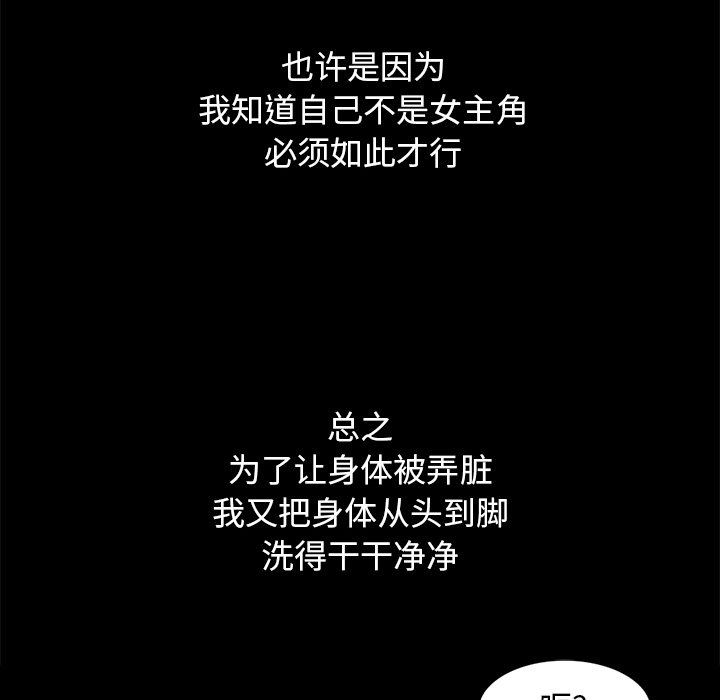 也许是因为
我知道自己不是女主角
必须如此才行
总之
为了让身体被弄脏
我又把身体从头到脚
洗得干干净净